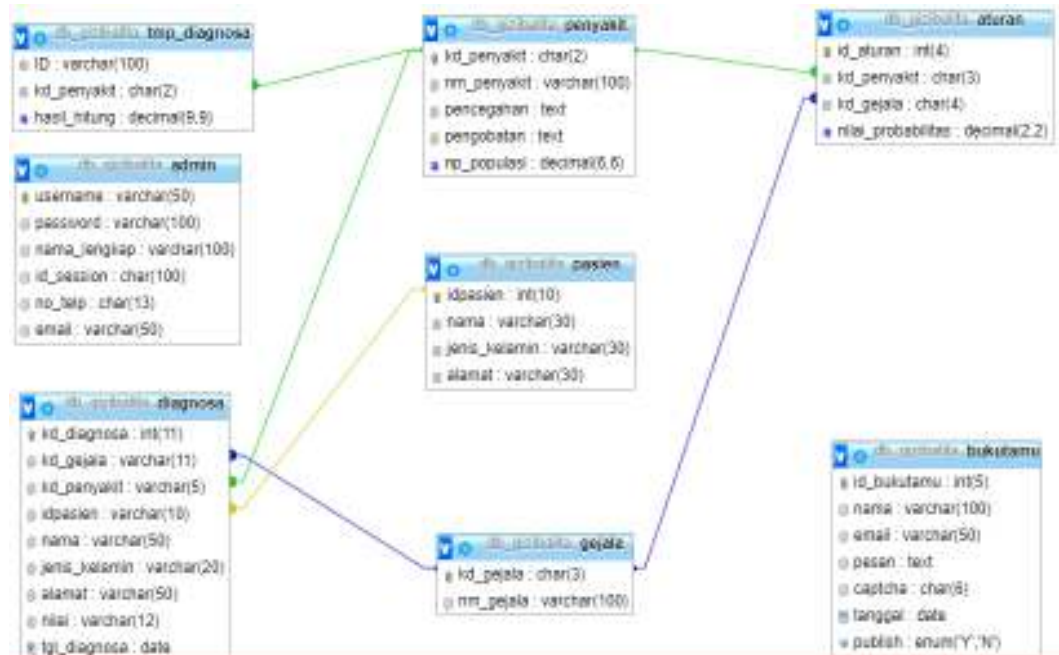 tmp_diagnosa
ID : varchar(100)
kd_penyakit : char(2)
hasil_hitung : decimal(9,9)
penyakit
kd_penyakit : char(2)
nm_penyakit : varchar(100)
pencegahan : text
pengobatan : text
np_populasi : decimal(6,6)
aturan
id_aturan : int(4)
kd_penyakit : char(3)
kd_gejala : char(4)
nilai_probabilitas : decimal(2,2)
admin
username : varchar(50)
password : varchar(100)
nama_lengkap : varchar(100)
id_session : char(100)
no_telp : char(13)
email : varchar(50)
pasien
idpasien : int(10)
nama : varchar(30)
jenis_kelamin : varchar(30)
alamat : varchar(30)
diagnosa
kd_diagnosa : int(11)
kd_gejala : varchar(11)
kd_penyakit : varchar(5)
idpasien : varchar(10)
nama : varchar(50)
jenis_kelamin : varchar(20)
alamat : varchar(50)
nilai : varchar(12)
tgl_diagnosa : date
gejala
kd_gejala : char(3)
nm_gejala : varchar(100)
bukutamu
id_bukutamu : int(5)
nama : varchar(100)
email : varchar(50)
pesan : text
captcha : char(6)
tanggal : date
publish : enum('Y','N')